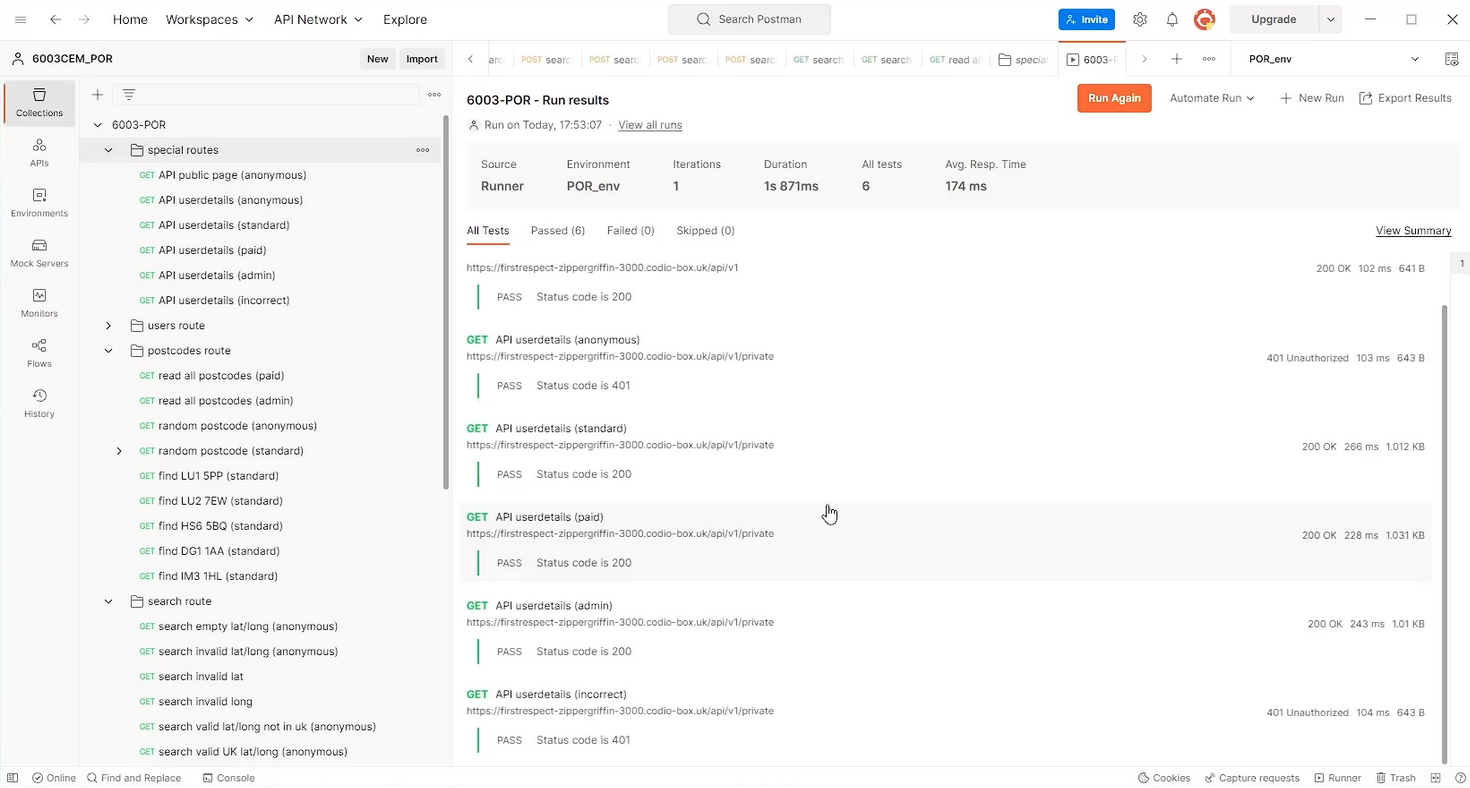 Home Workspaces API Network Explore Search Postman Invite Upgrade
6003CEM_POR New Import POST searc POST searc POST searc POST searc GET search GET search GET read al special 6003-P POR_env
Collections
APIs
Environments
Mock Servers
Monitors
Flows
History
6003-POR
special routes
GET API public page (anonymous)
GET API userdetails (anonymous)
GET API userdetails (standard)
GET API userdetails (paid)
GET API userdetails (admin)
GET API userdetails (incorrect)
users route
postcodes route
GET read all postcodes (paid)
GET read all postcodes (admin)
GET random postcode (anonymous)
GET random postcode (standard)
GET find LU1 5PP (standard)
GET find LU2 7EW (standard)
GET find HS6 5BQ (standard)
GET find DG1 1AA (standard)
GET find IM3 1HL (standard)
search route
GET search empty lat/long (anonymous)
GET search invalid lat/long (anonymous)
GET search invalid lat
GET search invalid long
GET search valid lat/long not in uk (anonymous)
GET search valid UK lat/long (anonymous)
6003-POR - Run results Run Again Automate Run New Run Export Results
Run on Today, 17:53:07 · View all runs
Source Environment Iterations Duration All tests Avg. Resp. Time
Runner POR_env 1 1s 871ms 6 174 ms
All Tests Passed (6) Failed (0) Skipped (0) View Summary
https://firstrespect-zippergriffin-3000.codio-box.uk/api/v1 200 OK 102 ms 641 B 1
PASS Status code is 200
GET API userdetails (anonymous)
https://firstrespect-zippergriffin-3000.codio-box.uk/api/v1/private 401 Unauthorized 103 ms 643 B
PASS Status code is 401
GET API userdetails (standard)
https://firstrespect-zippergriffin-3000.codio-box.uk/api/v1/private 200 OK 266 ms 1.012 KB
PASS Status code is 200
GET API userdetails (paid)
https://firstrespect-zippergriffin-3000.codio-box.uk/api/v1/private 200 OK 228 ms 1.031 KB
PASS Status code is 200
GET API userdetails (admin)
https://firstrespect-zippergriffin-3000.codio-box.uk/api/v1/private 200 OK 243 ms 1.01 KB
PASS Status code is 200
GET API userdetails (incorrect)
https://firstrespect-zippergriffin-3000.codio-box.uk/api/v1/private 401 Unauthorized 104 ms 643 B
PASS Status code is 401
Online Find and Replace Console Cookies Capture requests Runner Trash